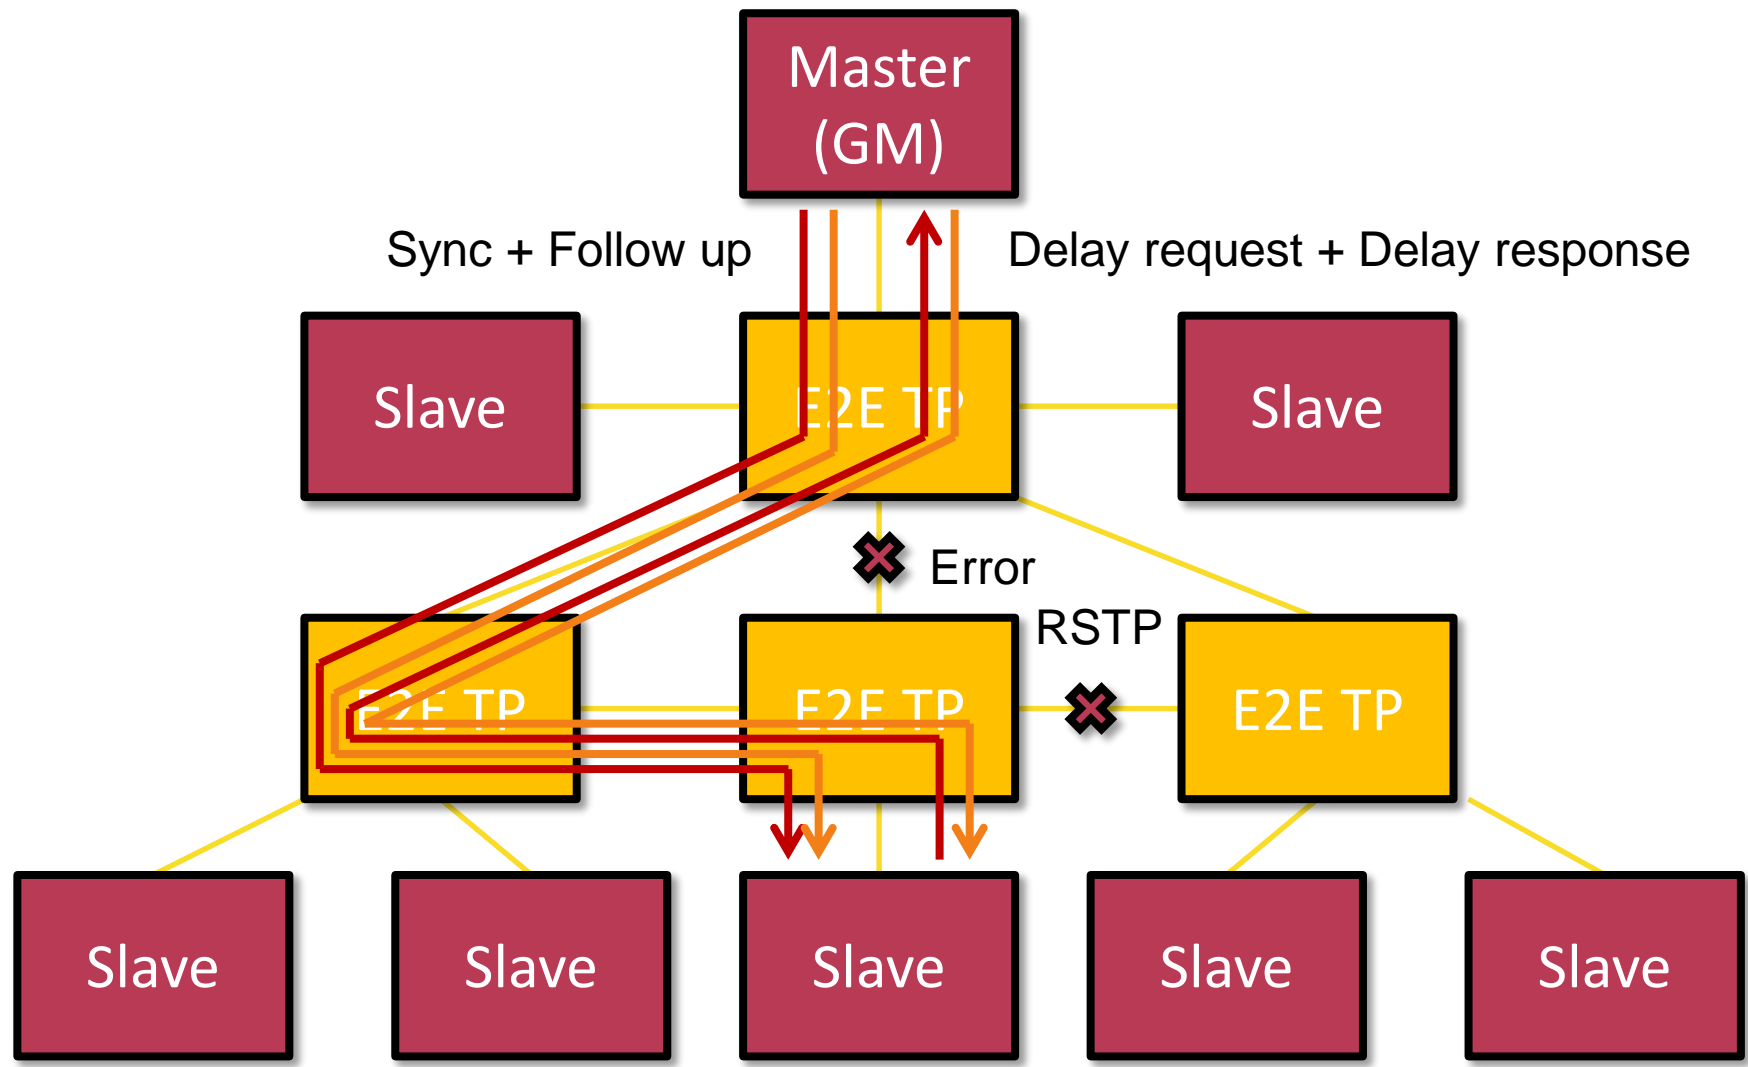 Master
(GM)
Sync + Follow up
Delay request + Delay response
Slave
E2E TP
Slave
Error
RSTP
E2E TP
E2E TP
E2E TP
Slave
Slave
Slave
Slave
Slave